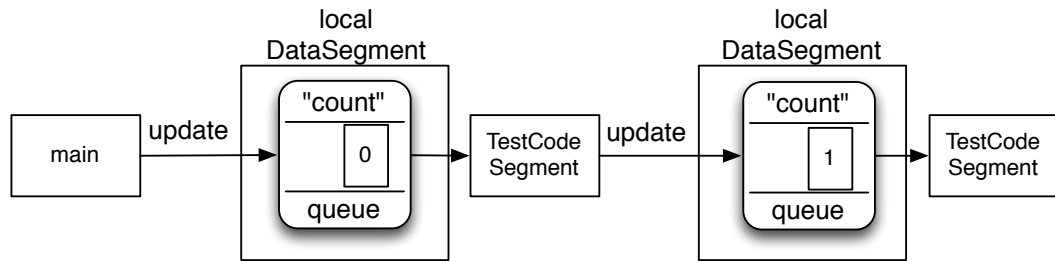 local
DataSegment
local
DataSegment
"count"
"count"
main
update
0
TestCode
Segment
update
1
TestCode
Segment
queue
queue